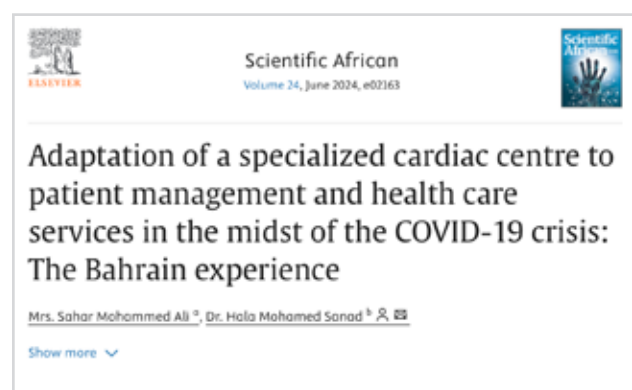 ELSEVIER
Scientific African
Volume 24, June 2024, e02163
Scientific
African
Adaptation of a specialized cardiac centre to
patient management and health care
services in the midst of the COVID-19 crisis:
The Bahrain experience
Mrs. Sahar Mohammed Ali a, Dr. Hala Mohamed Sanad b
Show more